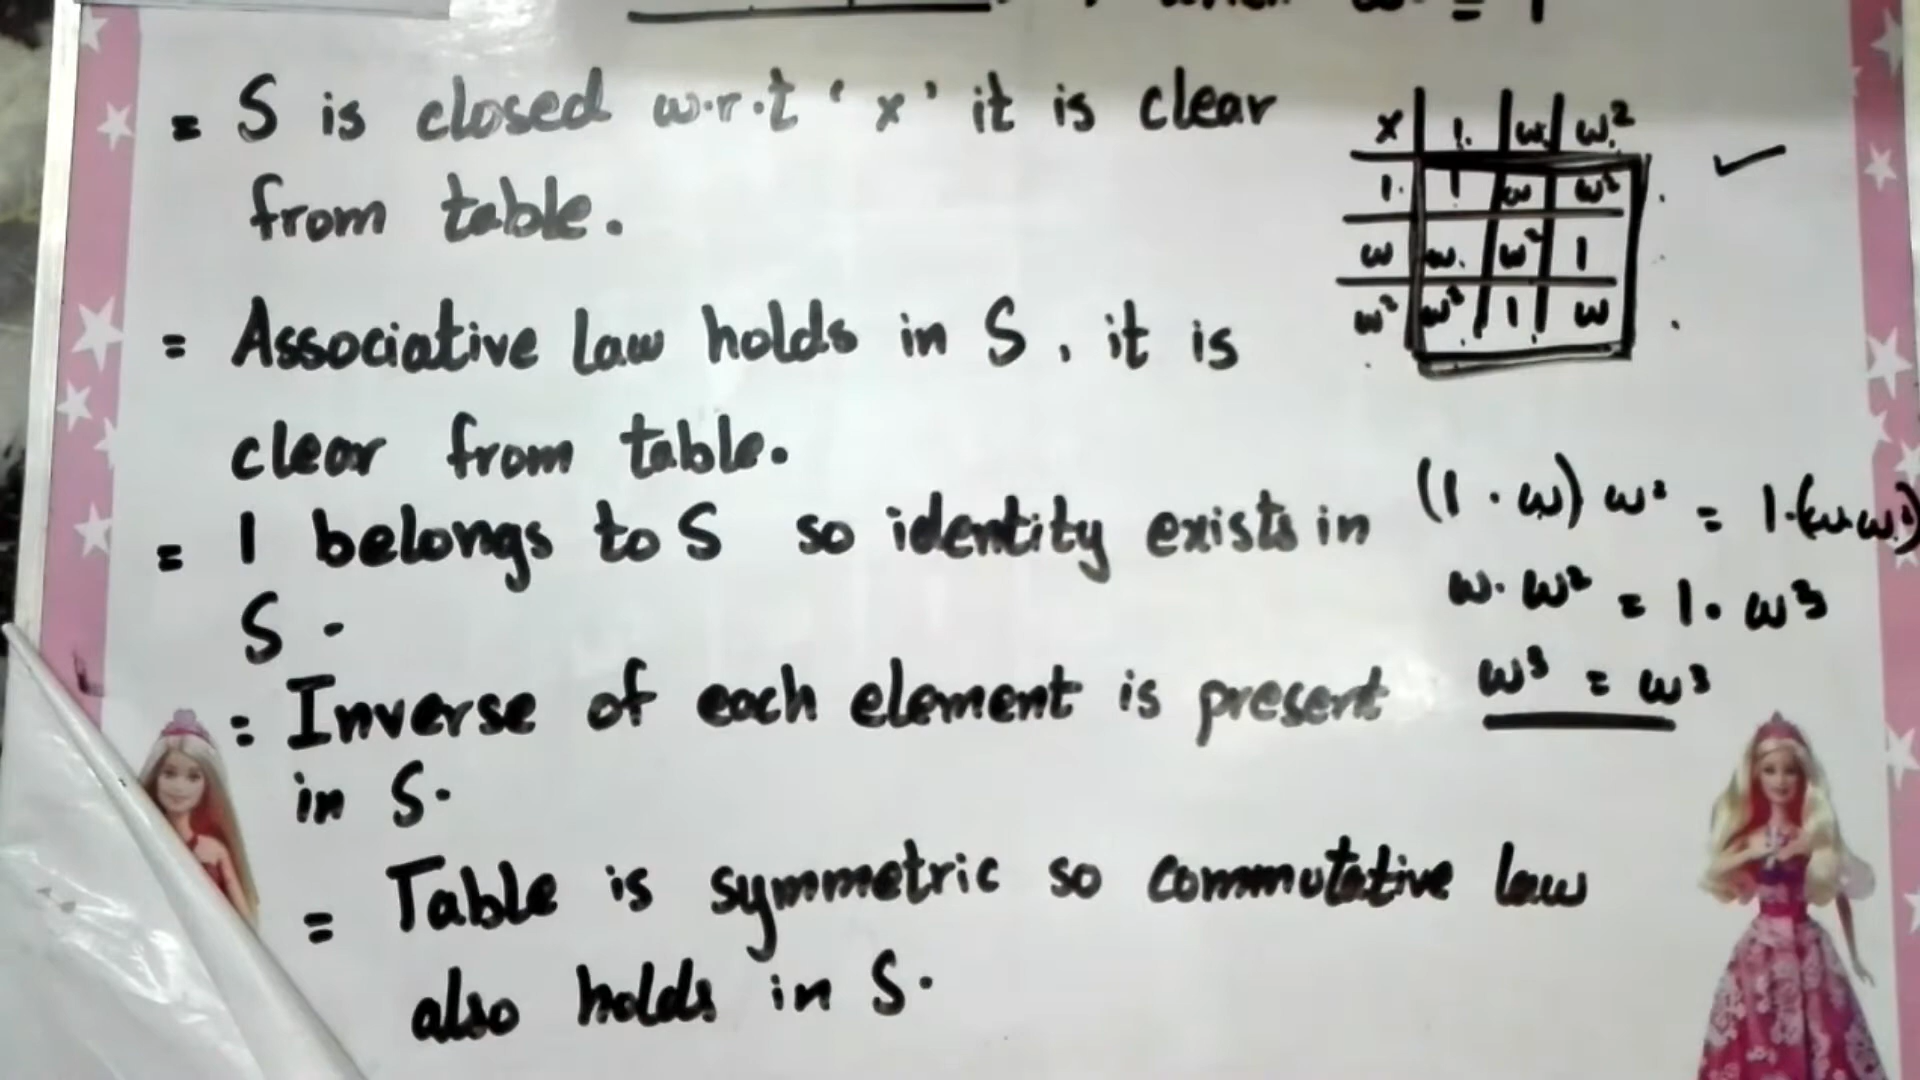 = S is closed w.r.t 'x' it is clear
from table.
= Associative law holds in S, it is
clear from table.
= 1 belongs to S so identity exists in
S.
= Inverse of each element is present
in S.
= Table is symmetric so commutative law
also holds in S.
x | 1. | ω | ω²
1. | 1 | ω | ω²
ω | ω. | ω² | 1
ω² | ω² | 1 | ω
(1 · ω) ω² = 1·(ω·ω²)
ω · ω² = 1 · ω³
ω³ = ω³